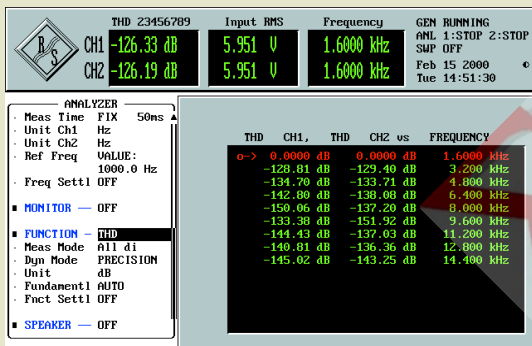 THD 23456789 Input RMS Frequency GEN RUNNING
R S CH1 -126.33 dB 5.951 V 1.6000 kHz ANL 1:STOP 2:STOP
SWP OFF
CH2 -126.19 dB 5.951 V 1.6000 kHz Feb 15 2000
Tue 14:51:30
ANALYZER
Meas Time FIX 50ms
Unit Ch1 Hz
Unit Ch2 Hz
Ref Freq VALUE:
1000.0 Hz
Freq Settl OFF
MONITOR — OFF
FUNCTION - THD
Meas Mode All di
Dyn Mode PRECISION
Unit dB
Fundamentl AUTO
Fnct Settl OFF
SPEAKER — OFF
THD CH1, THD CH2 vs FREQUENCY
o-> 0.0000 dB 0.0000 dB 1.6000 kHz
-128.81 dB -129.40 dB 3.200 kHz
-134.70 dB -133.71 dB 4.800 kHz
-142.80 dB -138.08 dB 6.400 kHz
-150.06 dB -137.20 dB 8.000 kHz
-133.38 dB -151.92 dB 9.600 kHz
-144.43 dB -137.03 dB 11.200 kHz
-140.81 dB -136.36 dB 12.800 kHz
-145.02 dB -143.25 dB 14.400 kHz